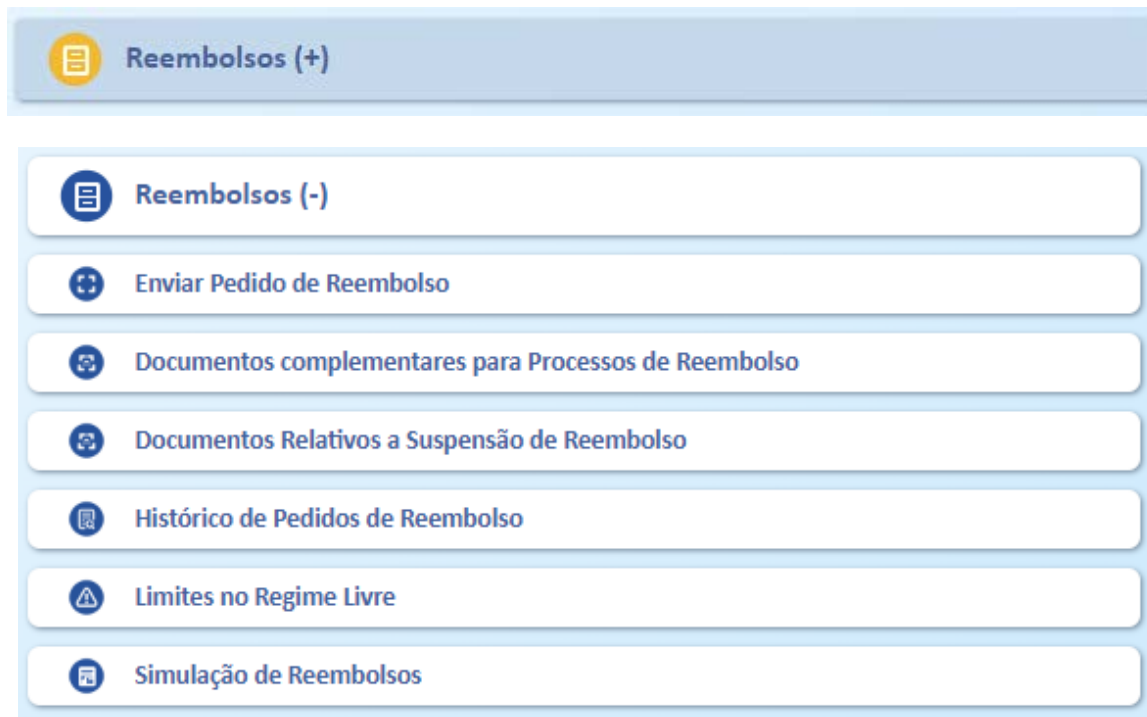 Reembolsos (+)
Reembolsos (-)
Enviar Pedido de Reembolso
Documentos complementares para Processos de Reembolso
Documentos Relativos a Suspensão de Reembolso
Histórico de Pedidos de Reembolso
Limites no Regime Livre
Simulação de Reembolsos